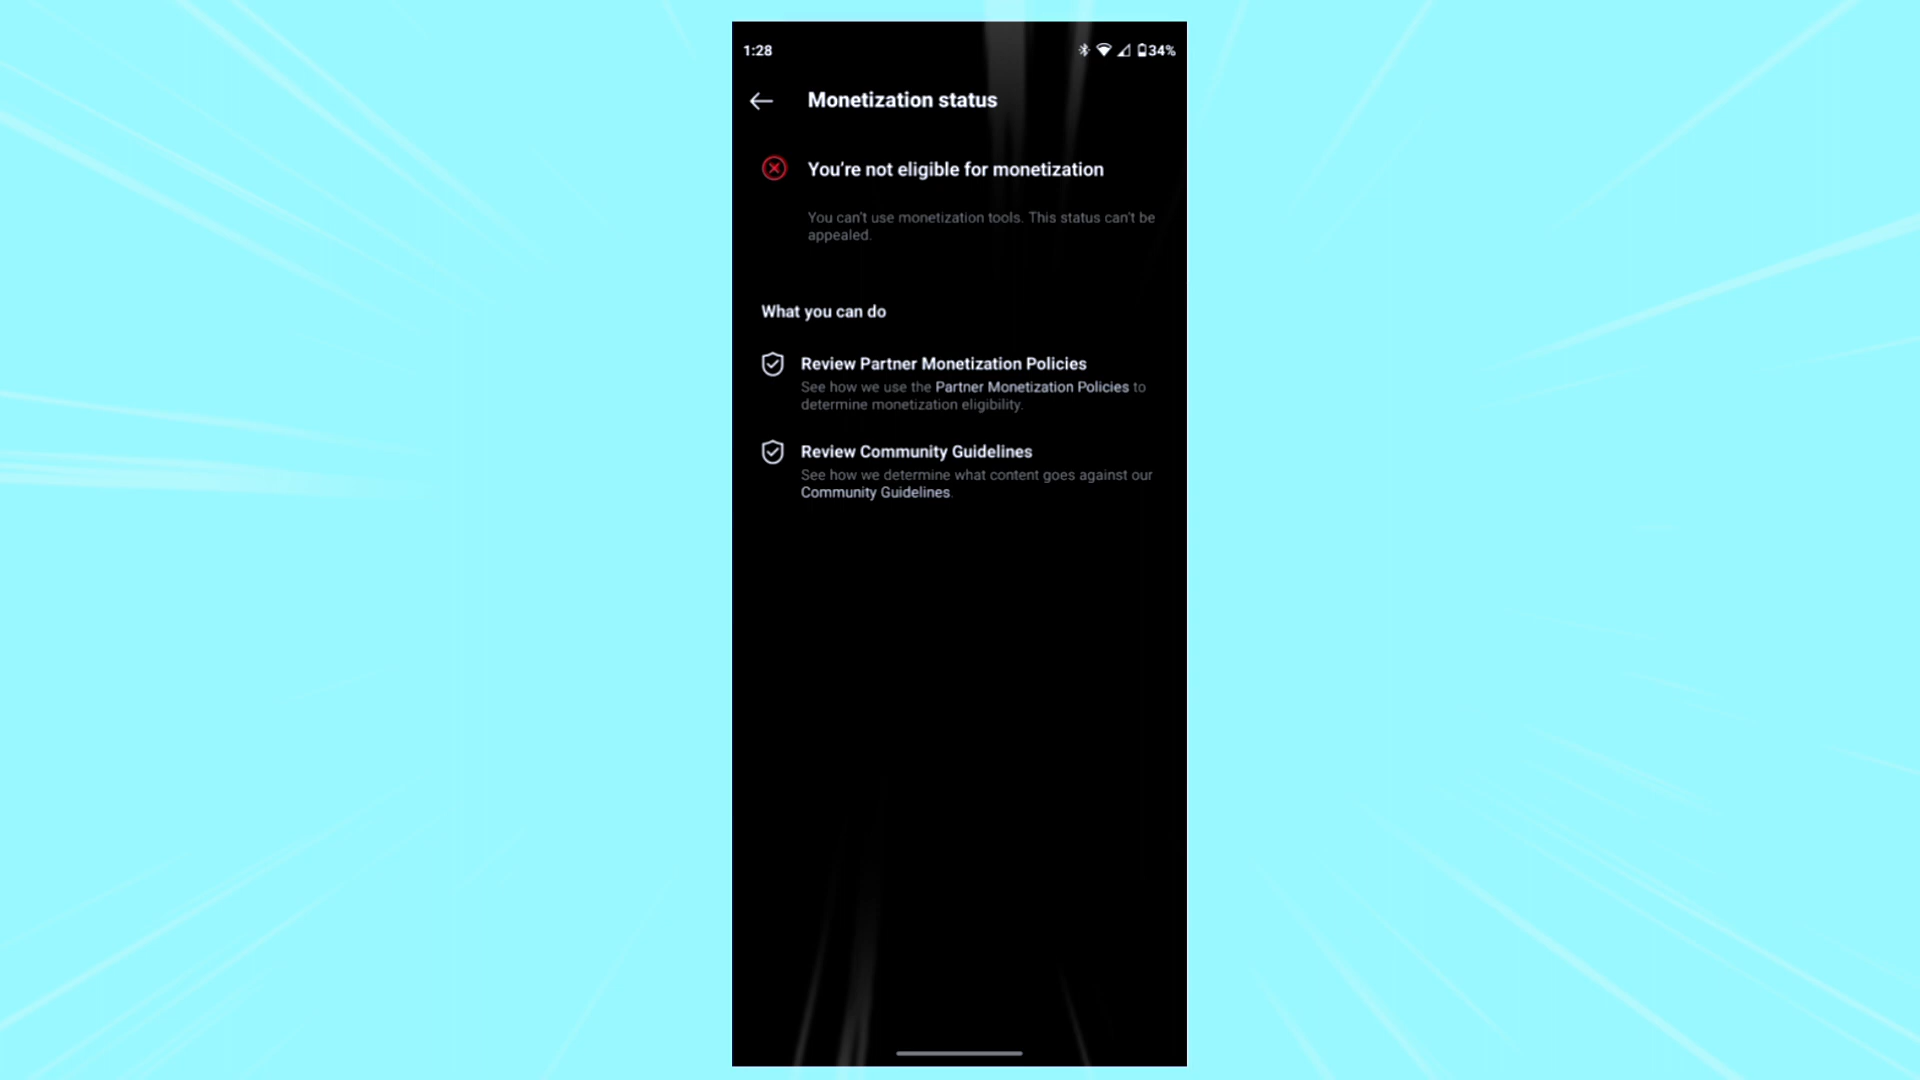 1:28
34%
Monetization status
You're not eligible for monetization
You can't use monetization tools. This status can't be
appealed.
What you can do
Review Partner Monetization Policies
See how we use the Partner Monetization Policies to
determine monetization eligibility.
Review Community Guidelines
See how we determine what content goes against our
Community Guidelines.